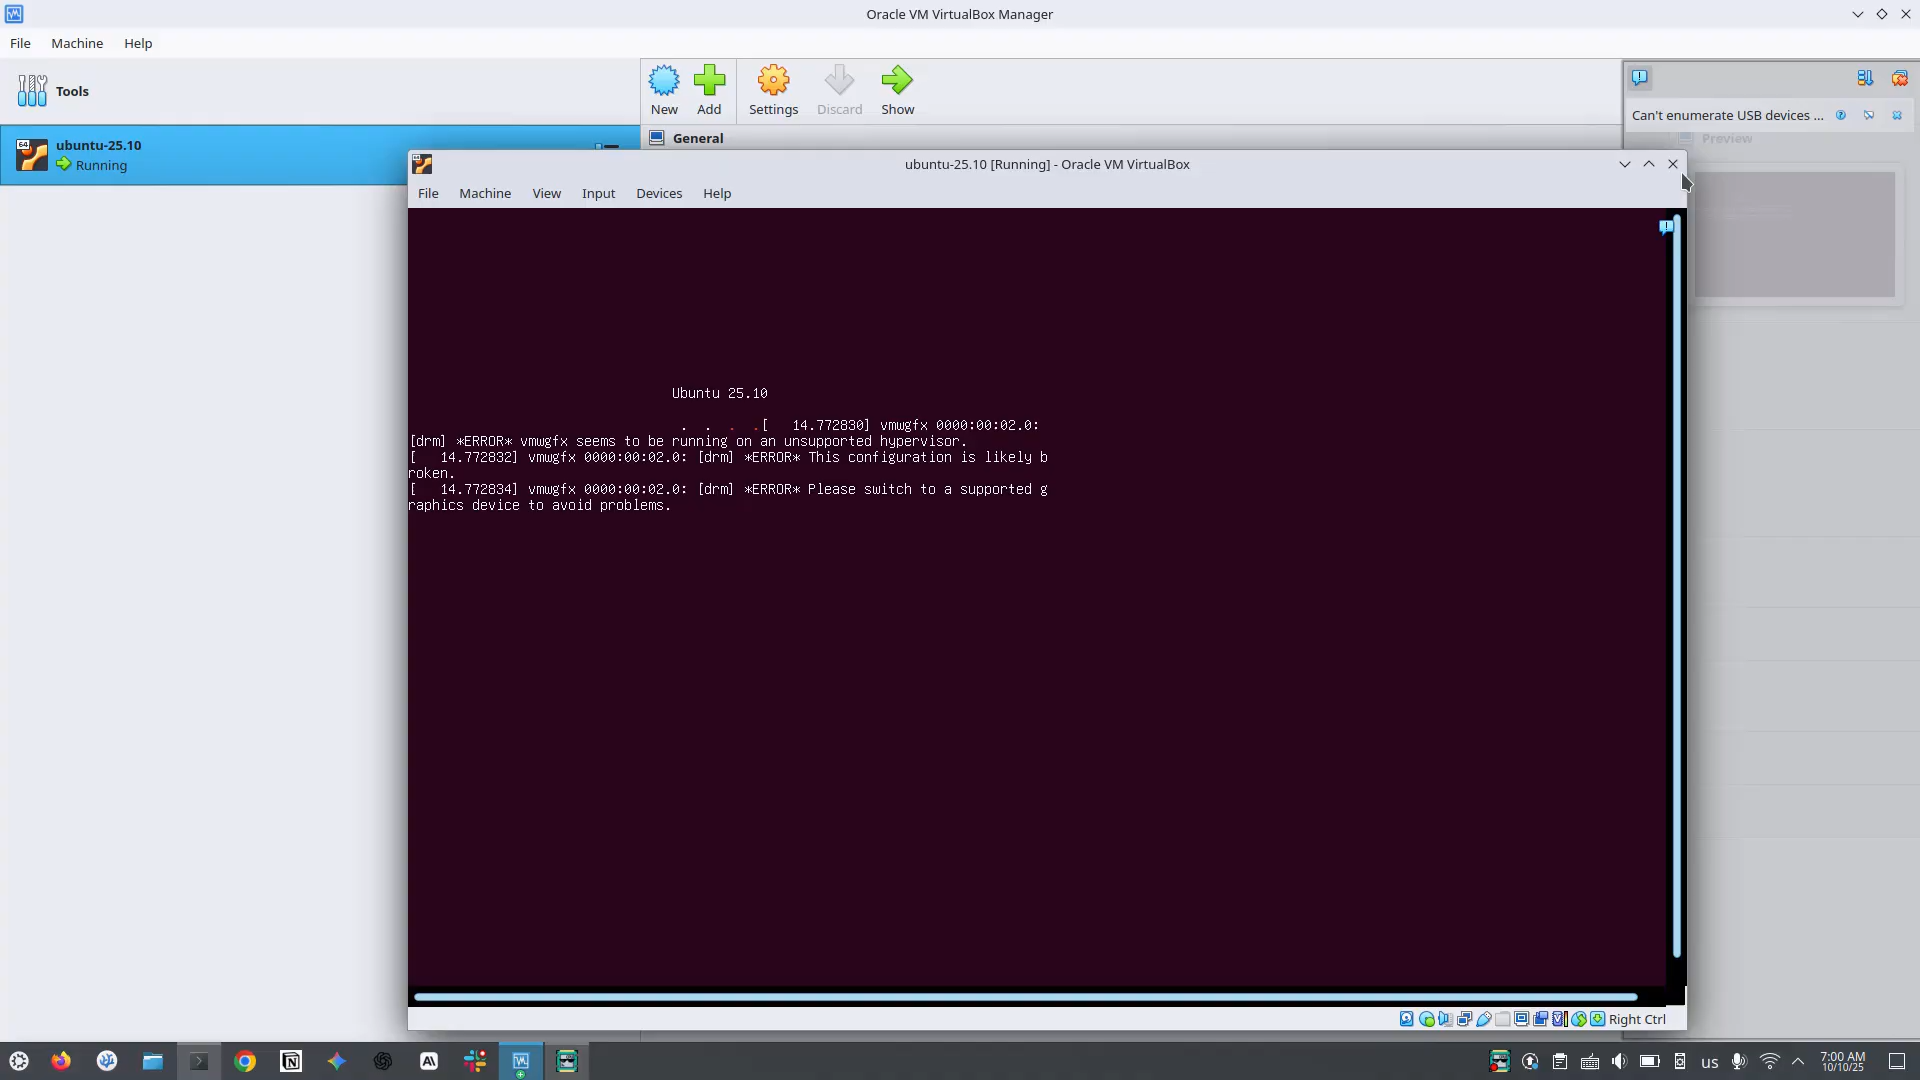 Oracle VM VirtualBox Manager
File Machine Help
Tools
New Add Settings Discard Show
Can't enumerate USB devices ...
64
ubuntu-25.10
Running
General
Preview
ubuntu-25.10 [Running] - Oracle VM VirtualBox
File Machine View Input Devices Help
Ubuntu 25.10
. . . .[   14.772830] vmwgfx 0000:00:02.0:
[drm] *ERROR* vmwgfx seems to be running on an unsupported hypervisor.
[   14.772832] vmwgfx 0000:00:02.0: [drm] *ERROR* This configuration is likely b
roken.
[   14.772834] vmwgfx 0000:00:02.0: [drm] *ERROR* Please switch to a supported g
raphics device to avoid problems.
Right Ctrl
us
7:00 AM
10/10/25